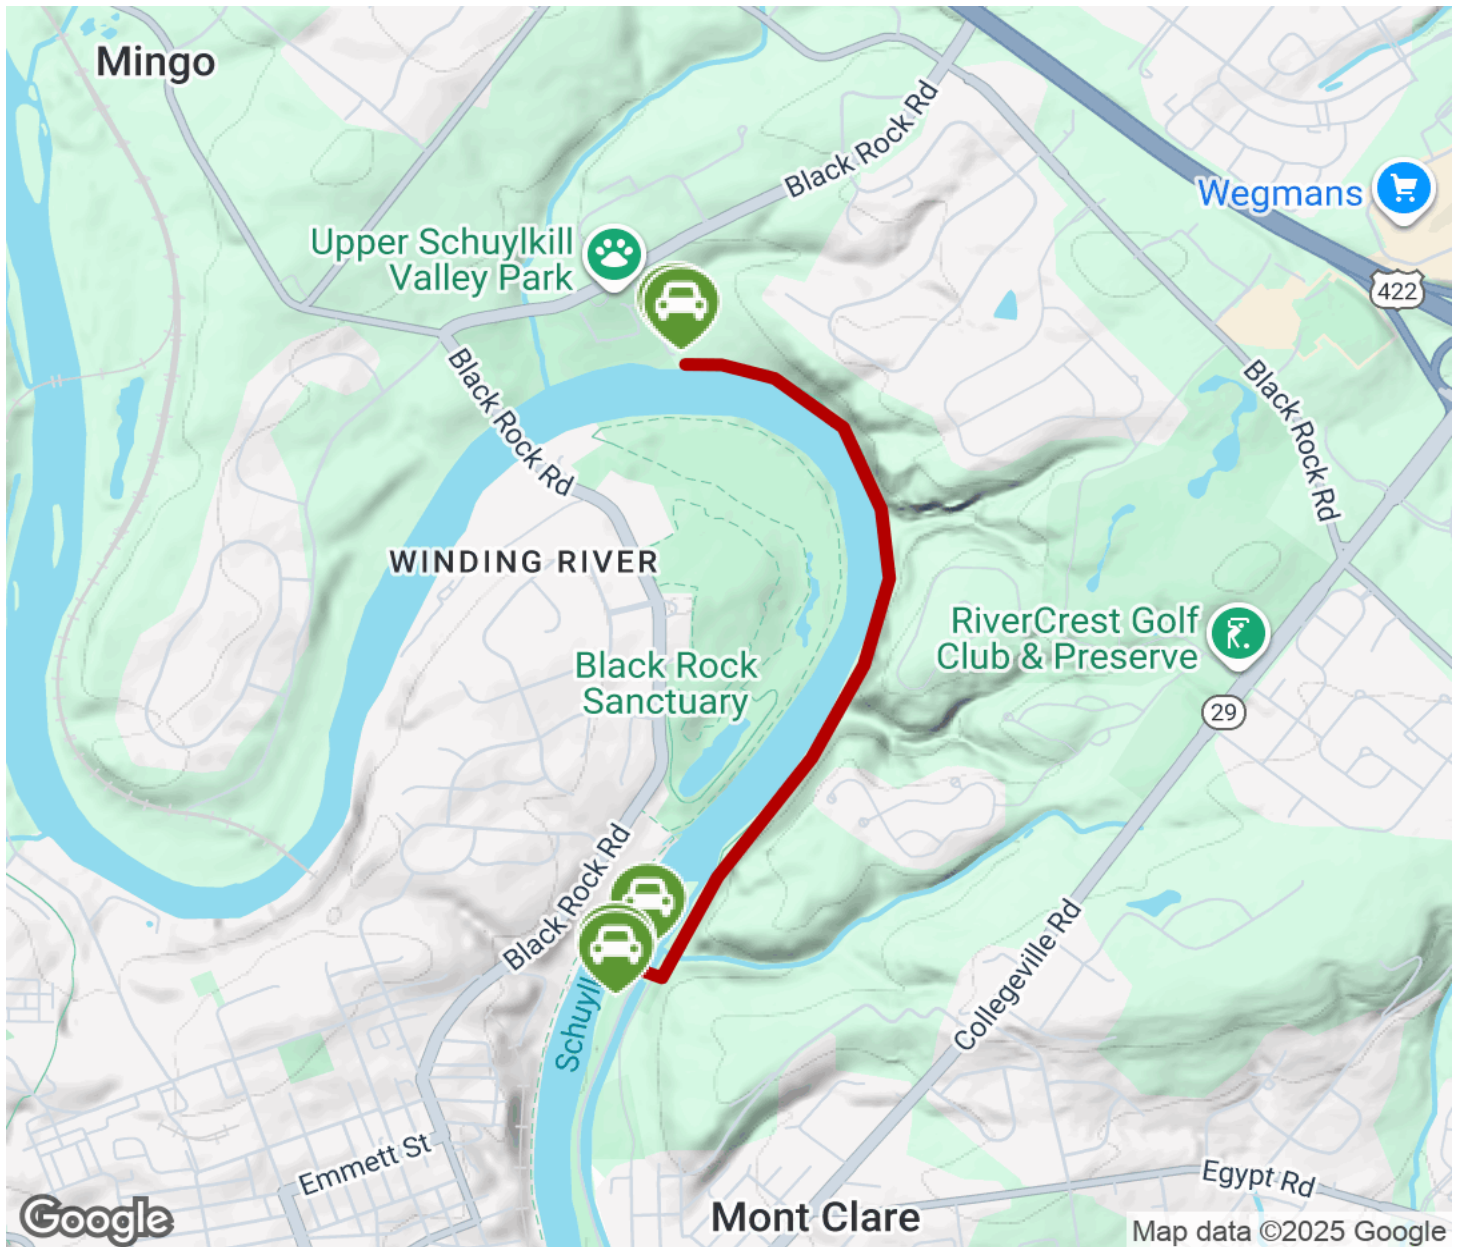 Mingo
Black Rock Rd
Wegmans
Upper Schuylkill
Valley Park
422
Black Rock Rd
Black Rock Rd
WINDING RIVER
RiverCrest Golf
Club & Preserve
Black Rock
Sanctuary
29
Black Rock Rd
Collegeville Rd
Schuyl
Emmett St
Egypt Rd
Mont Clare
Google
Map data ©2025 Google